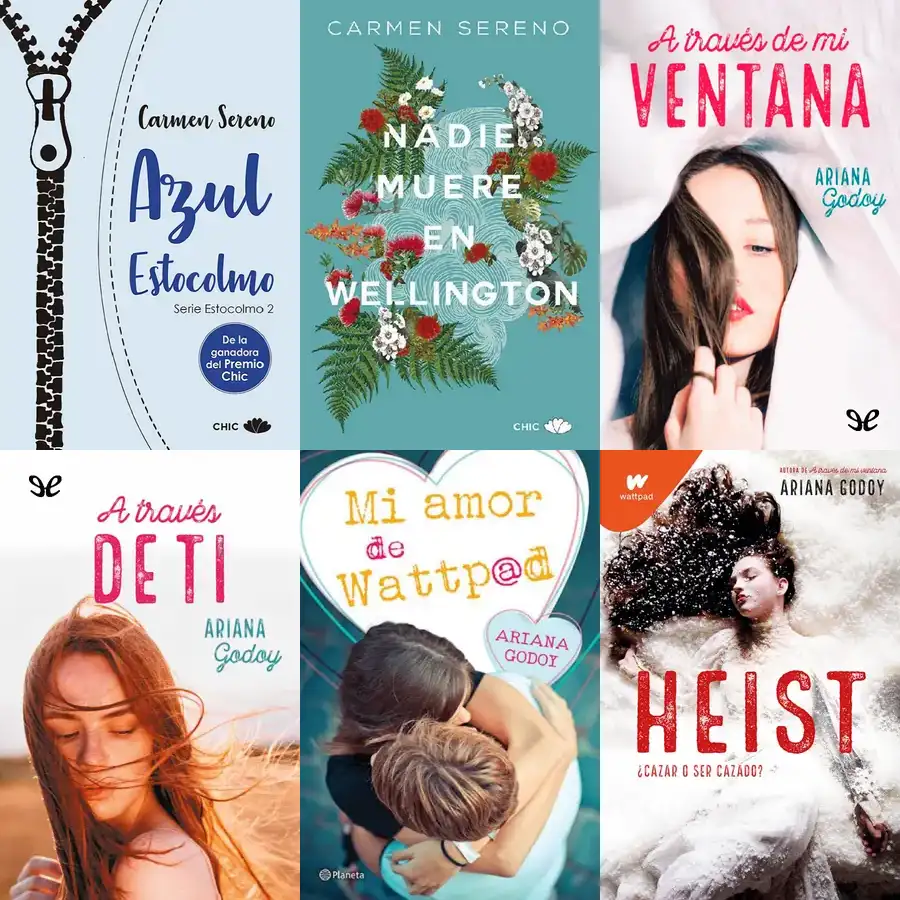 Carmen Sereno
Azul
Estocolmo
Serie Estocolmo 2
De la
ganadora
del Premio
Chic
CHIC
CARMEN SERENO
NADIE
MUERE
EN
WELLINGTON
CHIC
A través de mi
VENTANA
ARIANA
Godoy
A través
DE TI
ARIANA
Godoy
Mi amor
de
Wattp@d
ARIANA
GODOY
Planeta
w
wattpad
AUTORA DE A través de mi ventana
ARIANA GODOY
HEIST
¿CAZAR O SER CAZADO?